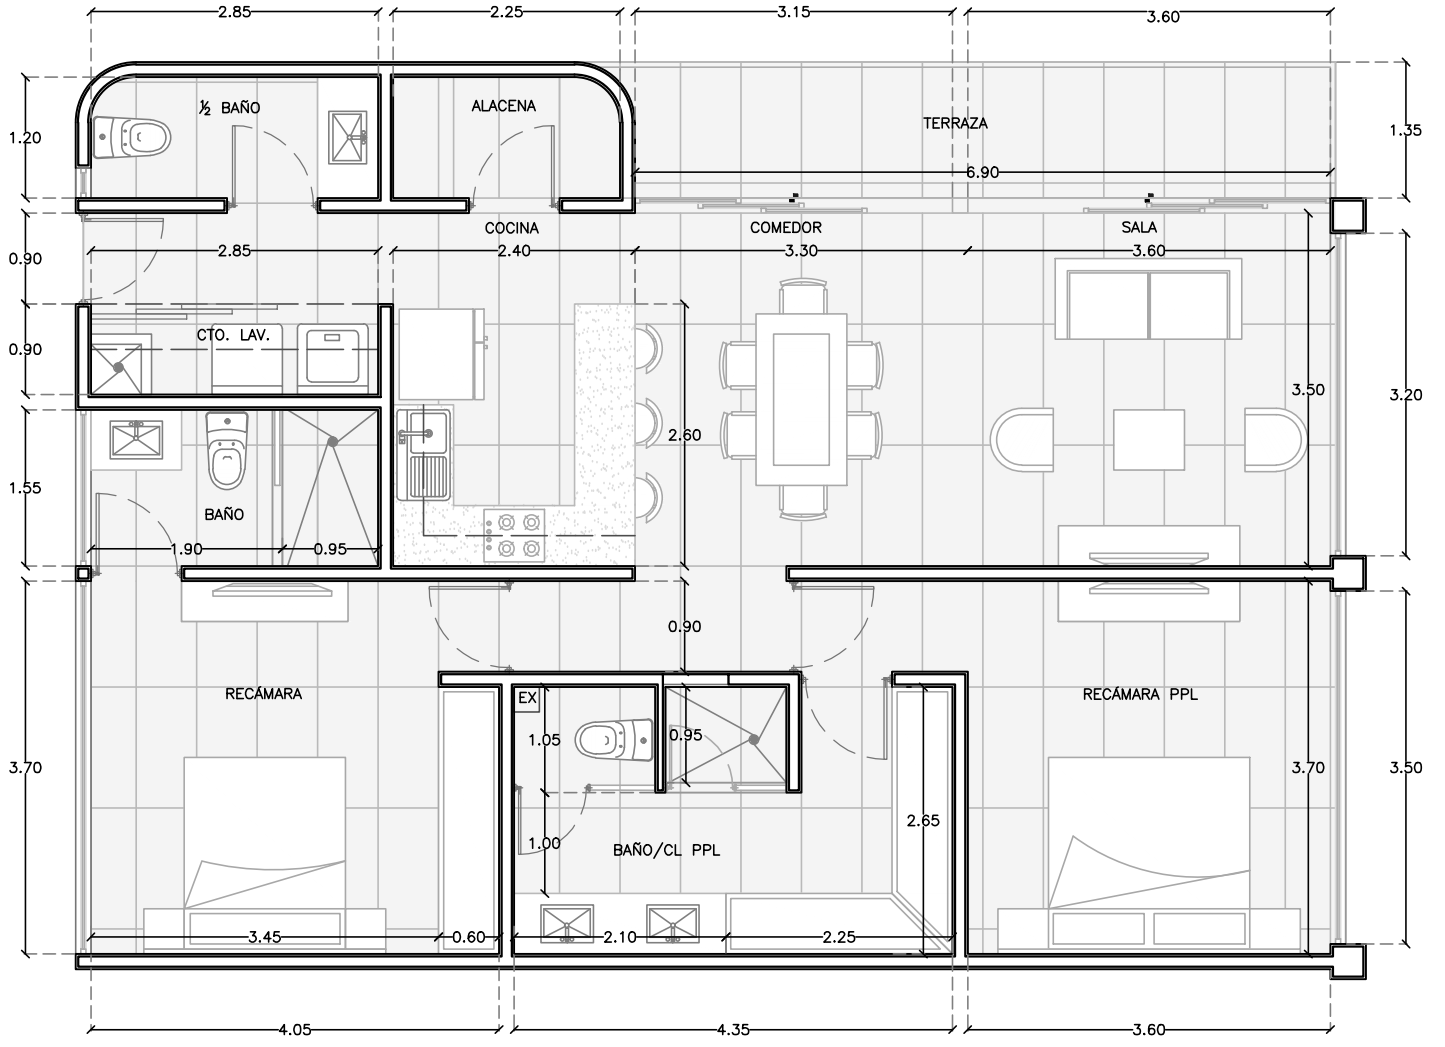 2.85
2.25
3.15
3.60
½ BAÑO
ALACENA
TERRAZA
1.20
1.35
6.90
COCINA
COMEDOR
SALA
0.90
2.85
2.40
3.30
3.60
CTO. LAV.
0.90
3.50
3.20
2.60
1.55
BAÑO
1.90
0.95
0.90
RECÁMARA
EX
RECÁMARA PPL
1.05
0.95
3.70
3.70
3.50
2.65
1.00
BAÑO/CL PPL
3.45
0.60
2.10
2.25
4.05
4.35
3.60